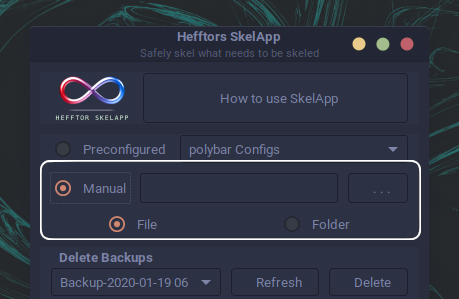 Hefftors SkelApp
Safely skel what needs to be skeled
HEFFTOR SKELAPP
How to use SkelApp
Preconfigured
polybar Configs
Manual
...
File
Folder
Delete Backups
Backup-2020-01-19 06
Refresh
Delete